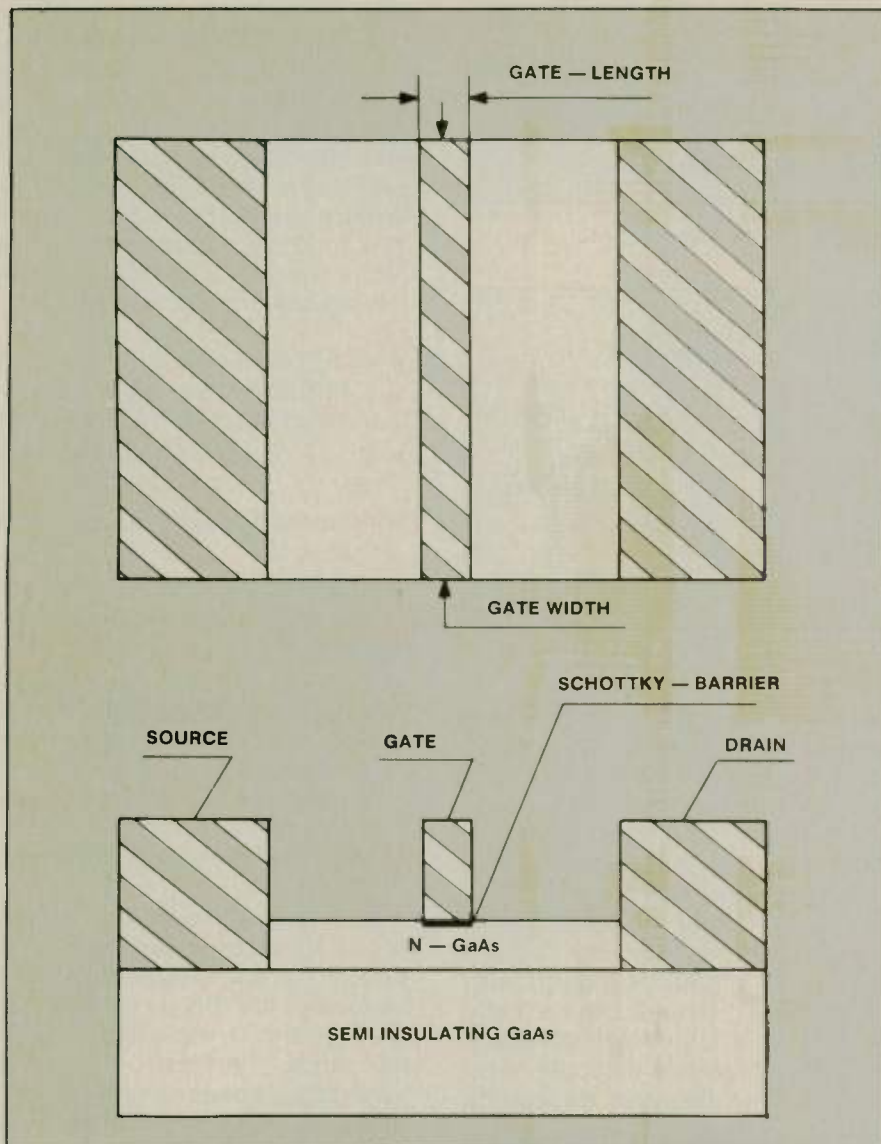 GATE — LENGTH
GATE WIDTH
SCHOTTKY — BARRIER
SOURCE
GATE
DRAIN
N — GaAs
SEMI INSULATING GaAs